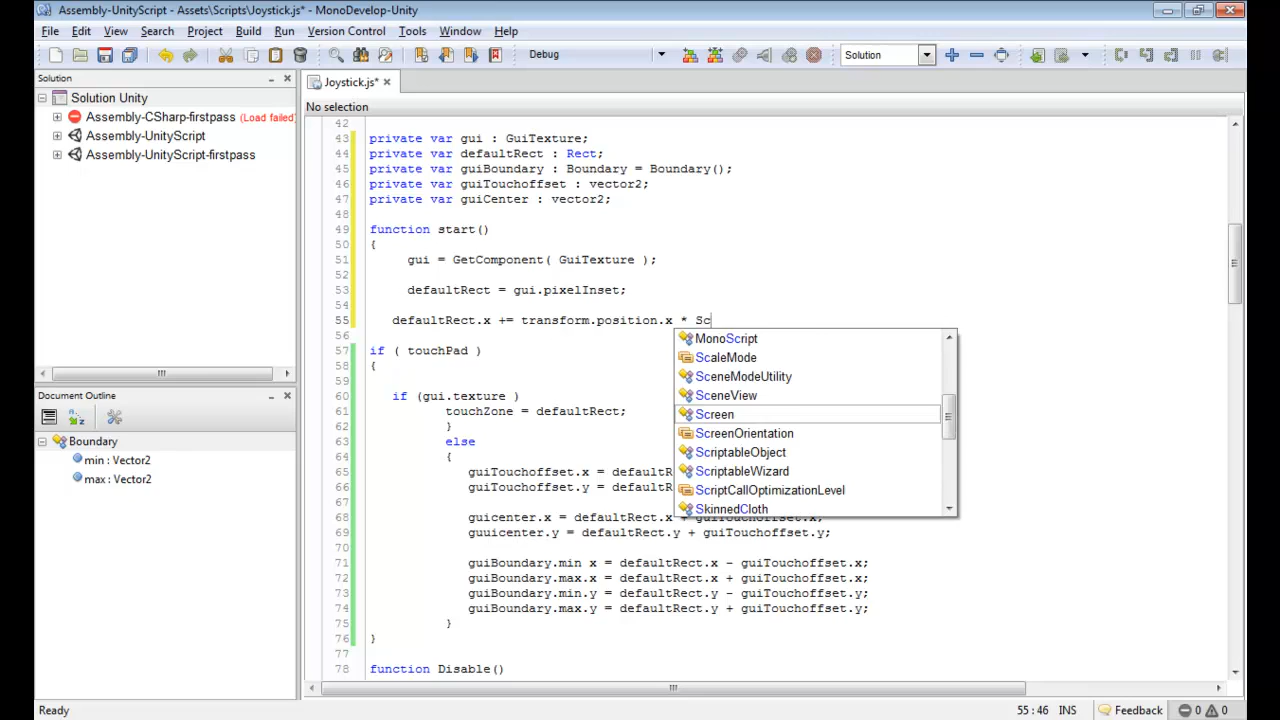 Assembly-UnityScript - Assets\Scripts\Joystick.js* - MonoDevelop-Unity
File Edit View Search Project Build Run Version Control Tools Window Help
Debug
Solution
Solution
Solution Unity
Assembly-CSharp-firstpass (Load failed)
Assembly-UnityScript
Assembly-UnityScript-firstpass
Document Outline
Boundary
min : Vector2
max : Vector2
Joystick.js*
No selection
42
43 private var gui : GuiTexture;
44 private var defaultRect : Rect;
45 private var guiBoundary : Boundary = Boundary();
46 private var guiTouchoffset : vector2;
47 private var guiCenter : vector2;
48
49 function start()
50 {
51 gui = GetComponent( GuiTexture );
52
53 defaultRect = gui.pixelInset;
54
55 defaultRect.x += transform.position.x * Sc
56
57 if ( touchPad )
58 {
59
60 if (gui.texture )
61 touchZone = defaultRect;
62 }
63 else
64 {
65 guiTouchoffset.x = defaultR
66 guiTouchoffset.y = defaultR
67
68 guicenter.x = defaultRect.x + guiTouchoffset.x;
69 guuicenter.y = defaultRect.y + guiTouchoffset.y;
70
71 guiBoundary.min x = defaultRect.x - guiTouchoffset.x;
72 guiBoundary.max.x = defaultRect.x + guiTouchoffset.x;
73 guiBoundary.min.y = defaultRect.y - guiTouchoffset.y;
74 guiBoundary.max.y = defaultRect.y + guiTouchoffset.y;
75 }
76 }
77
78 function Disable()
MonoScript
ScaleMode
SceneModeUtility
SceneView
Screen
ScreenOrientation
ScriptableObject
ScriptableWizard
ScriptCallOptimizationLevel
SkinnedCloth
Ready
55 : 46 INS
Feedback
0 0